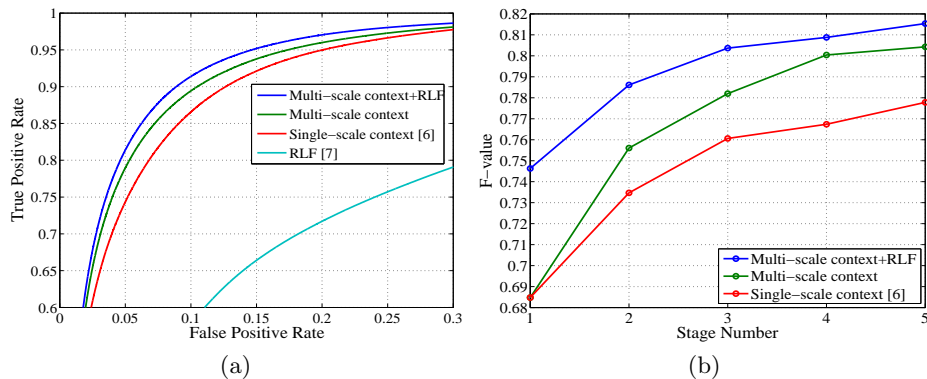 1
0.95
0.9
0.85
0.8
0.75
0.7
0.65
0.6
True Positive Rate
Multi−scale context+RLF
Multi−scale context
Single−scale context [6]
RLF [7]
0
0.05
0.1
0.15
0.2
0.25
0.3
False Positive Rate
(a)
0.82
0.81
0.8
0.79
0.78
0.77
0.76
0.75
0.74
0.73
0.72
0.71
0.7
0.69
0.68
F−value
Multi−scale context+RLF
Multi−scale context
Single−scale context [6]
1
2
3
4
5
Stage Number
(b)